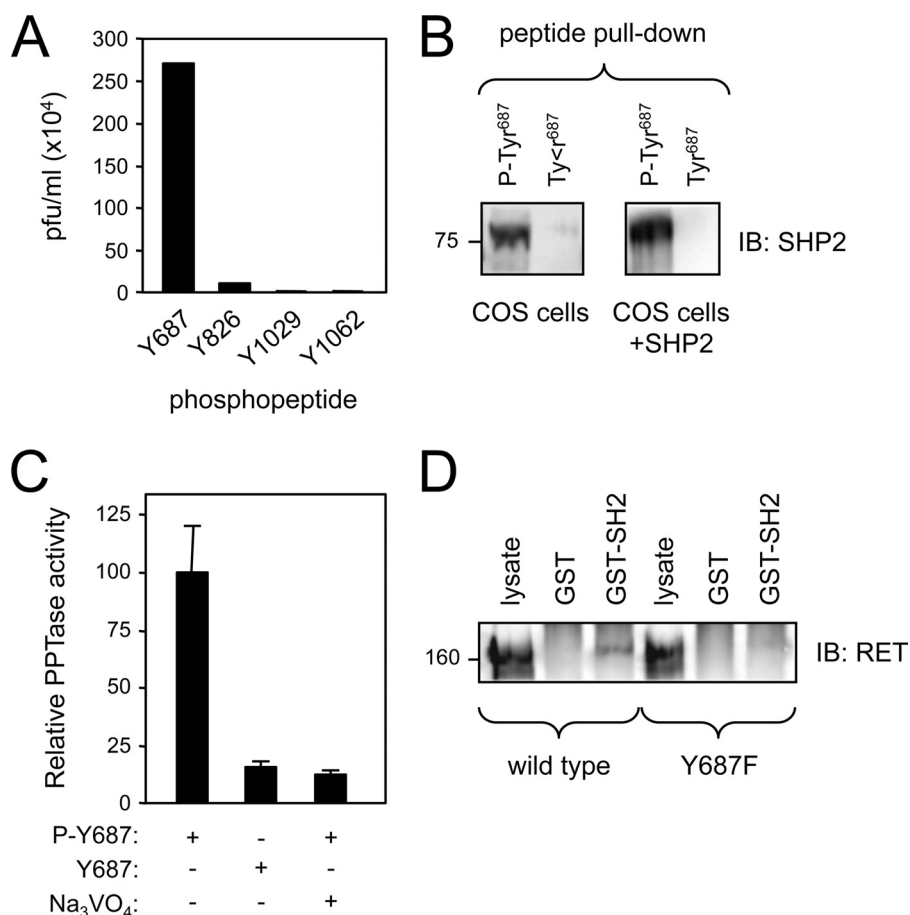 A
pfu/ml (x10⁴)
300
250
200
150
100
50
0
Y687
Y826
Y1029
Y1062
phosphopeptide
B
peptide pull-down
P-Tyr⁶⁸⁷
Ty<r⁶⁸⁷
P-Tyr⁶⁸⁷
Tyr⁶⁸⁷
75
IB: SHP2
COS cells
COS cells
+SHP2
C
Relative PPTase activity
125
100
75
50
25
0
P-Y687: + - +
Y687: - + -
Na₃VO₄: - - +
D
lysate
GST
GST-SH2
lysate
GST
GST-SH2
160
IB: RET
wild type
Y687F